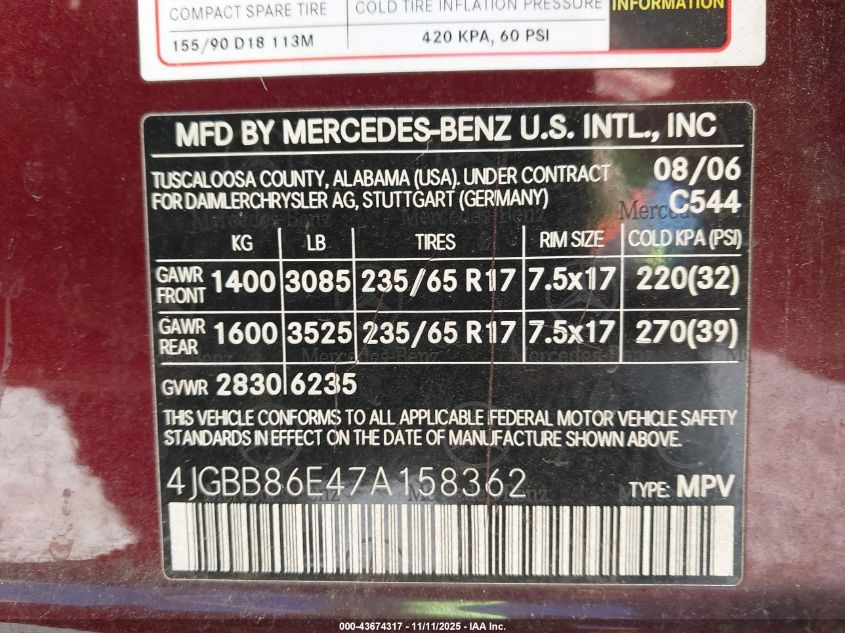 COMPACT SPARE TIRE COLD TIRE INFLATION PRESSURE INFORMATION
155/90 D18 113M 420 KPA, 60 PSI
MFD BY MERCEDES-BENZ U.S. INTL., INC
TUSCALOOSA COUNTY, ALABAMA (USA). UNDER CONTRACT 08/06
FOR DAIMLERCHRYSLER AG, STUTTGART (GERMANY) C544
KG LB TIRES RIM SIZE COLD KPA (PSI)
GAWR FRONT 1400 3085 235/65 R17 7.5x17 220(32)
GAWR REAR 1600 3525 235/65 R17 7.5x17 270(39)
GVWR 2830 6235
THIS VEHICLE CONFORMS TO ALL APPLICABLE FEDERAL MOTOR VEHICLE SAFETY
STANDARDS IN EFFECT ON THE DATE OF MANUFACTURE SHOWN ABOVE.
4JGBB86E47A158362 TYPE: MPV
000-43674317 - 11/11/2025 - IAA Inc.